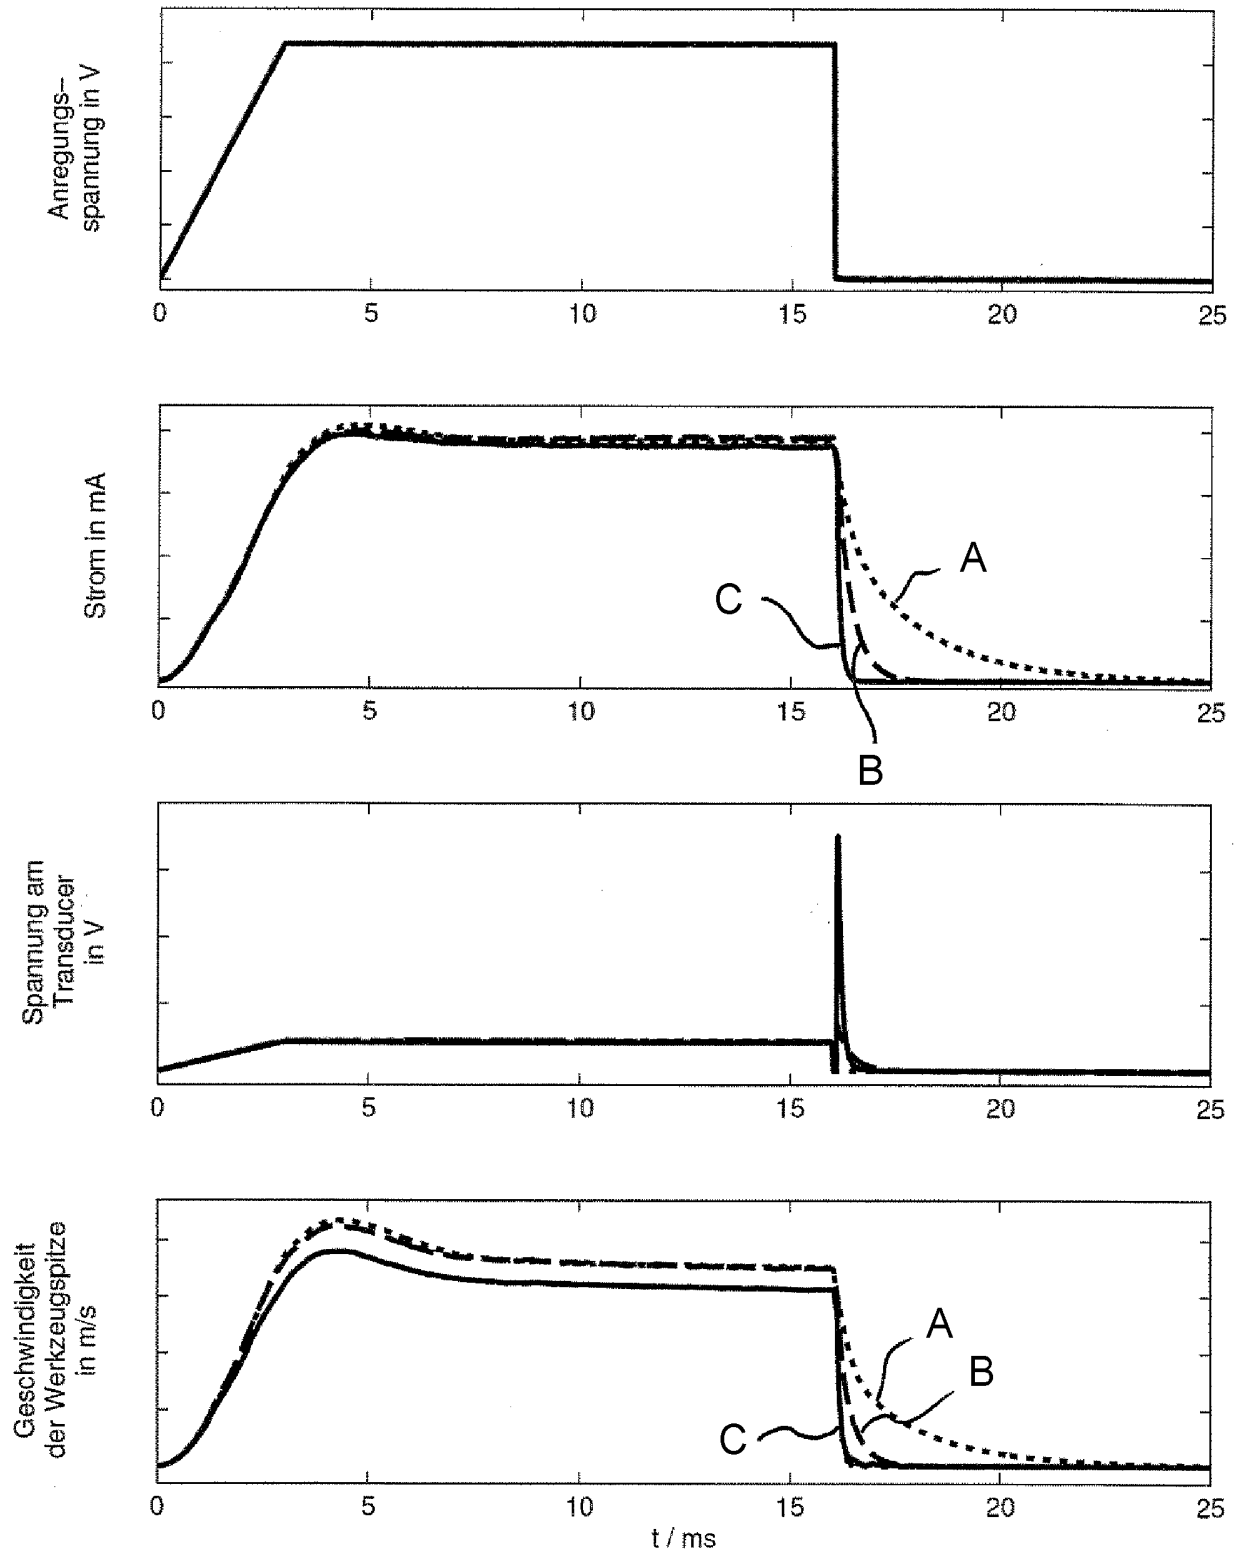 Anregungs–
spannung in V
0 5 10 15 20 25
Strom in mA
A
C
B
0 5 10 15 20 25
Spannung am
Transducer
in V
0 5 10 15 20 25
Geschwindigkeit
der Werkzeugspitze
in m/s
A
B
C
0 5 10 15 20 25
t / ms